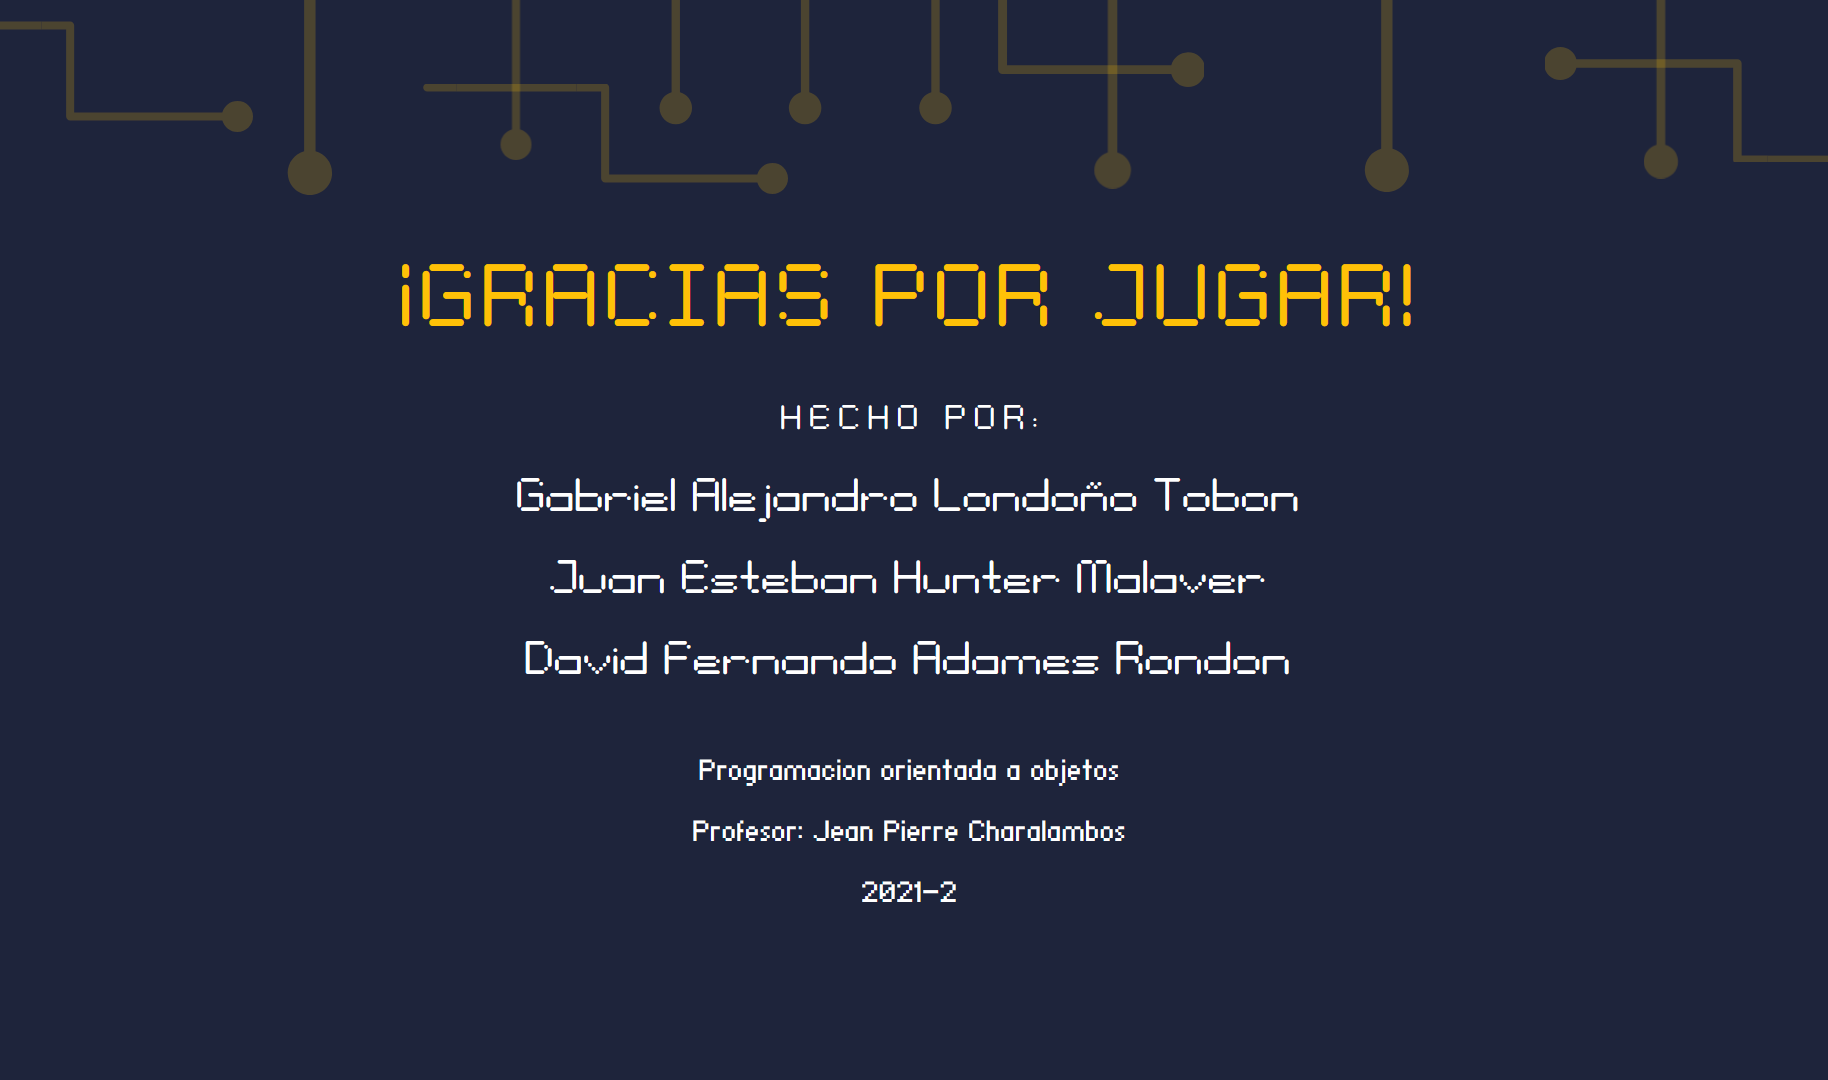 ¡GRACIAS POR JUGAR!
HECHO POR:
Gabriel Alejandro Londoño Tobon
Juan Esteban Hunter Malaver
David Fernando Adames Rondon
Programacion orientada a objetos
Profesor: Jean Pierre Charalambos
2021-2